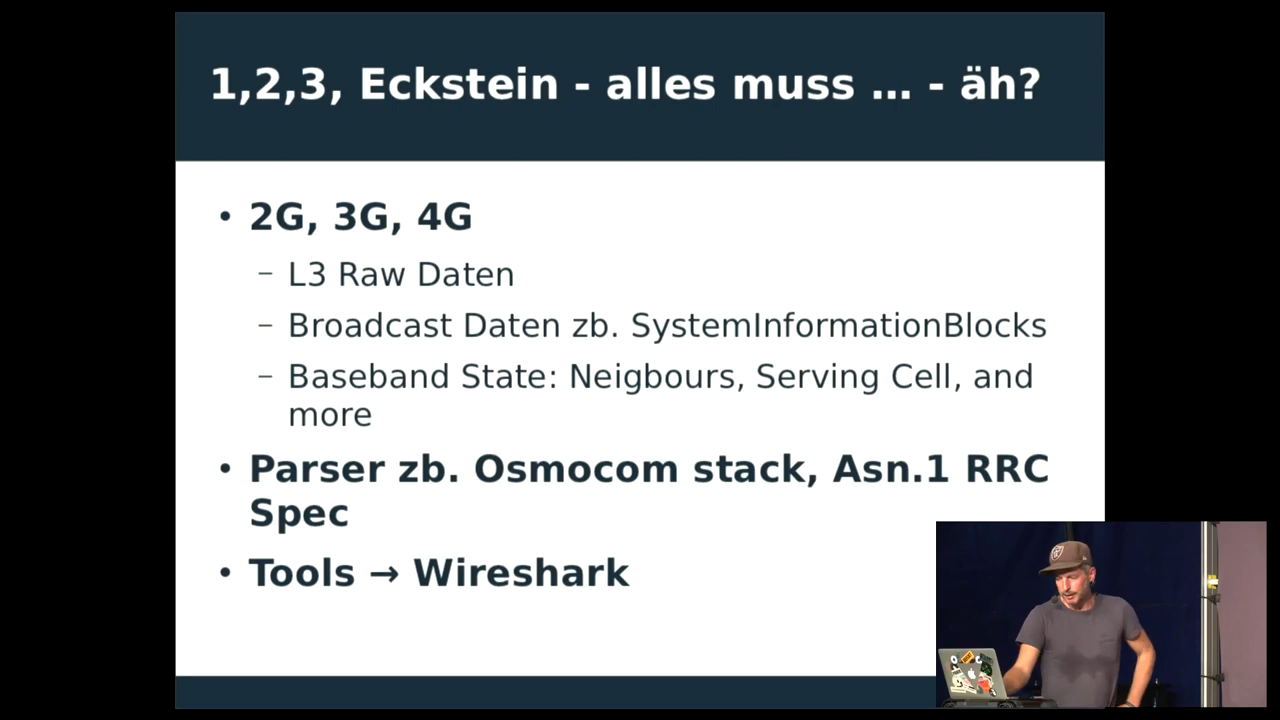 1,2,3, Eckstein - alles muss … - äh?
• 2G, 3G, 4G
– L3 Raw Daten
– Broadcast Daten zb. SystemInformationBlocks
– Baseband State: Neigbours, Serving Cell, and
more
• Parser zb. Osmocom stack, Asn.1 RRC
Spec
• Tools → Wireshark